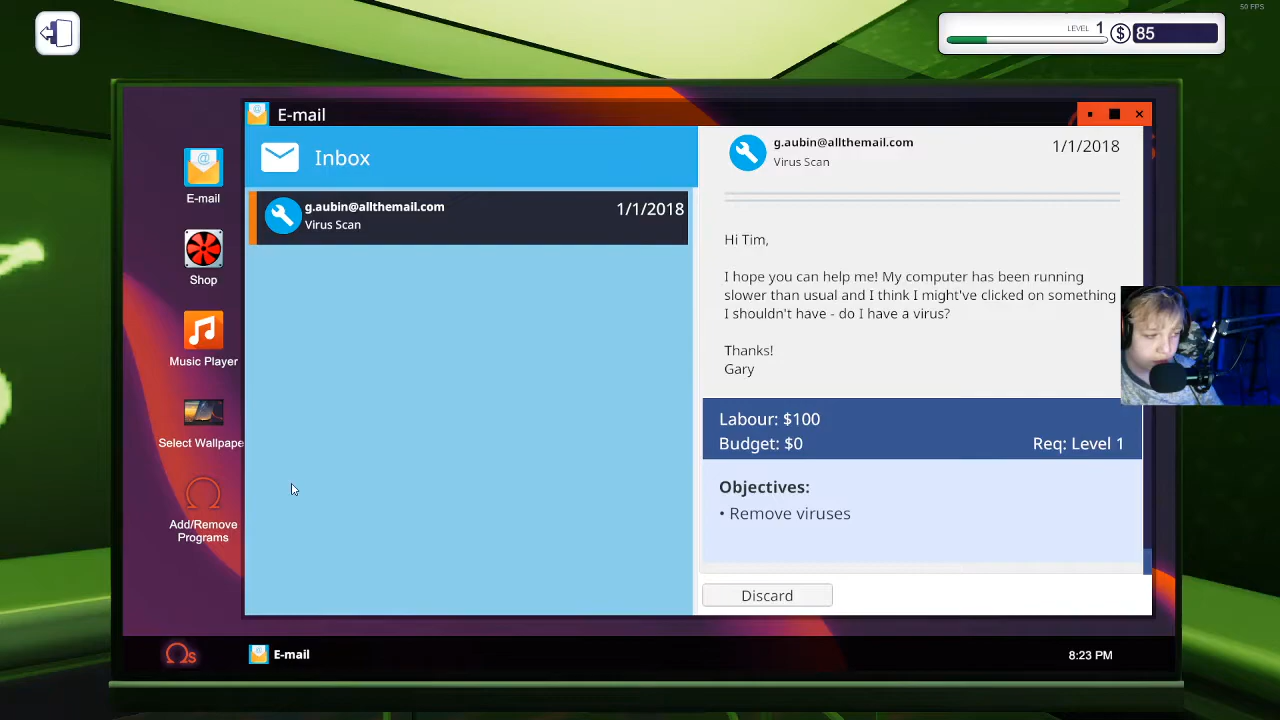 50 FPS
LEVEL 1
$ 85
E-mail
Inbox
g.aubin@allthemail.com
Virus Scan
1/1/2018
g.aubin@allthemail.com
Virus Scan
1/1/2018
Hi Tim,
I hope you can help me! My computer has been running
slower than usual and I think I might've clicked on something
I shouldn't have - do I have a virus?
Thanks!
Gary
Labour: $100
Budget: $0
Req: Level 1
Objectives:
• Remove viruses
Discard
E-mail
Shop
Music Player
Select Wallpape
Add/Remove
Programs
Ωs
E-mail
8:23 PM